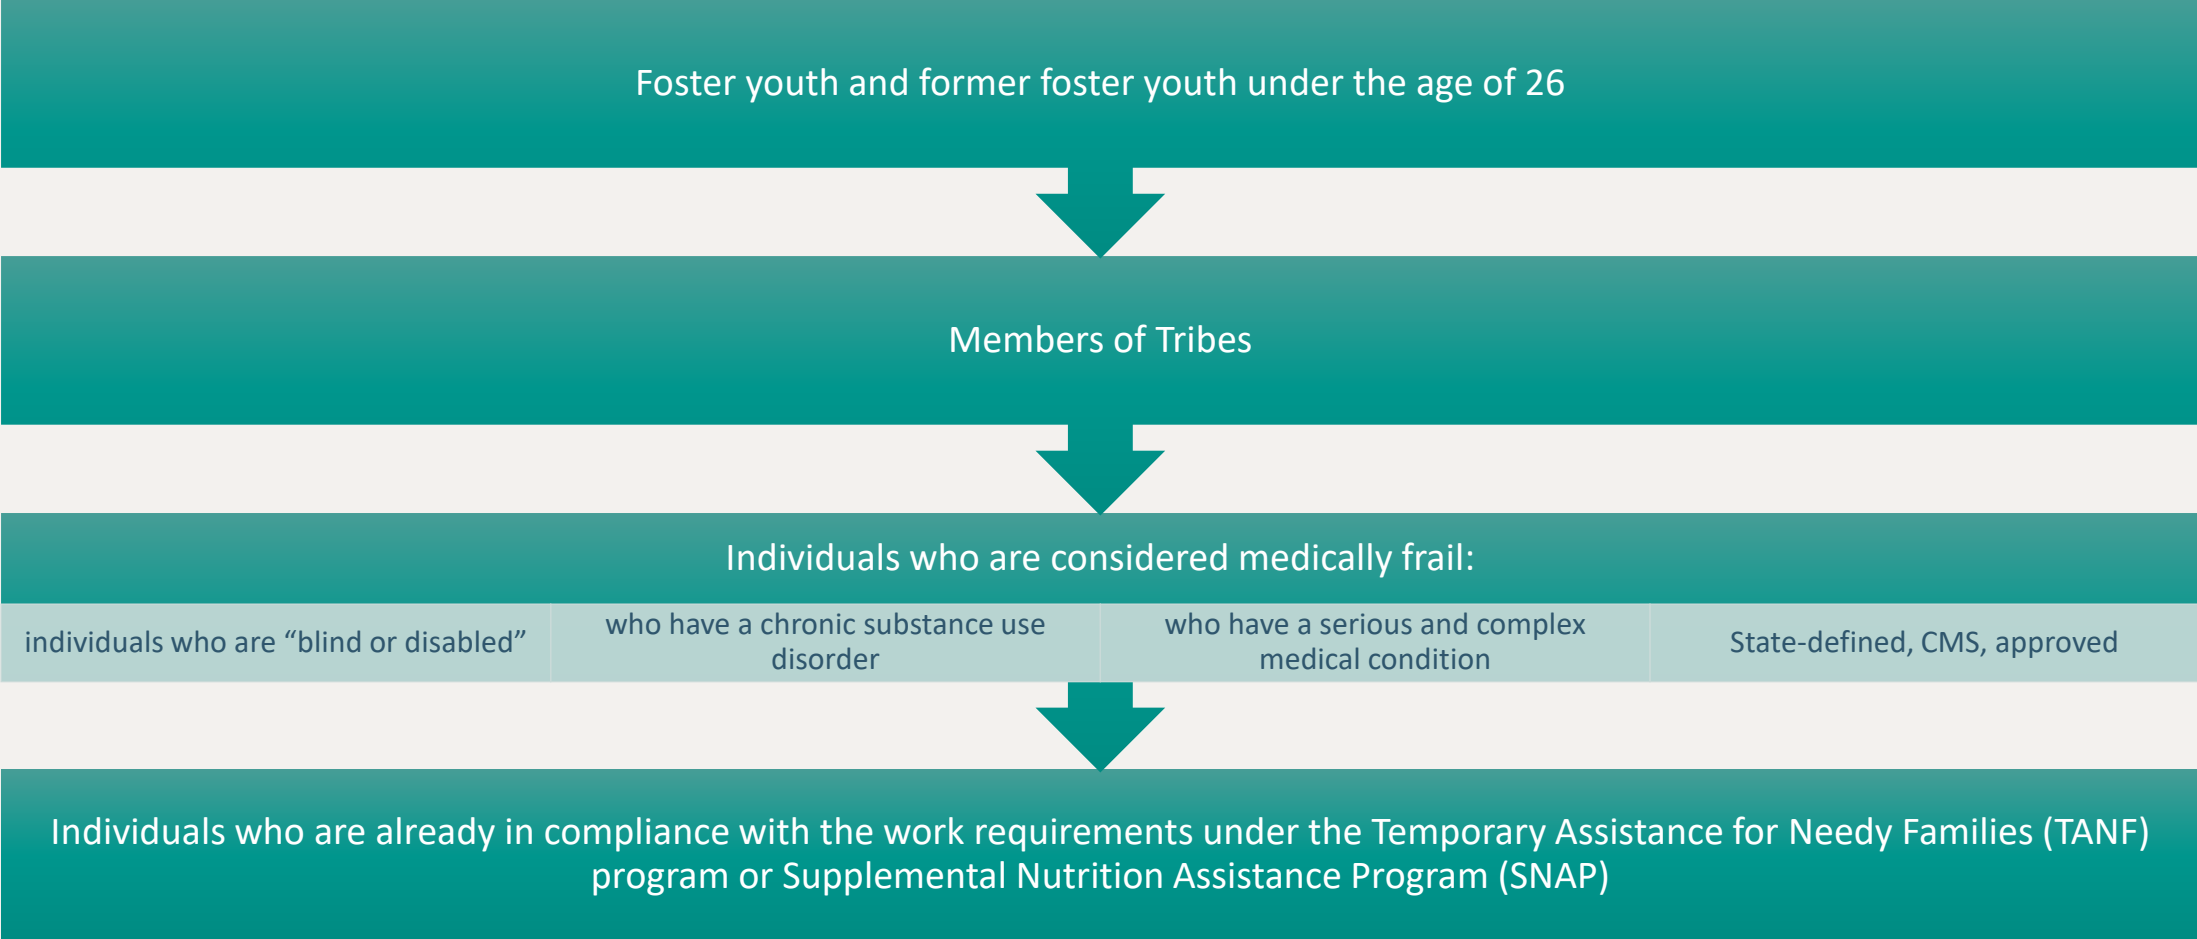 Foster youth and former foster youth under the age of 26
Members of Tribes
Individuals who are considered medically frail:
individuals who are “blind or disabled”
who have a chronic substance use
disorder
who have a serious and complex
medical condition
State-defined, CMS, approved
Individuals who are already in compliance with the work requirements under the Temporary Assistance for Needy Families (TANF)
program or Supplemental Nutrition Assistance Program (SNAP)